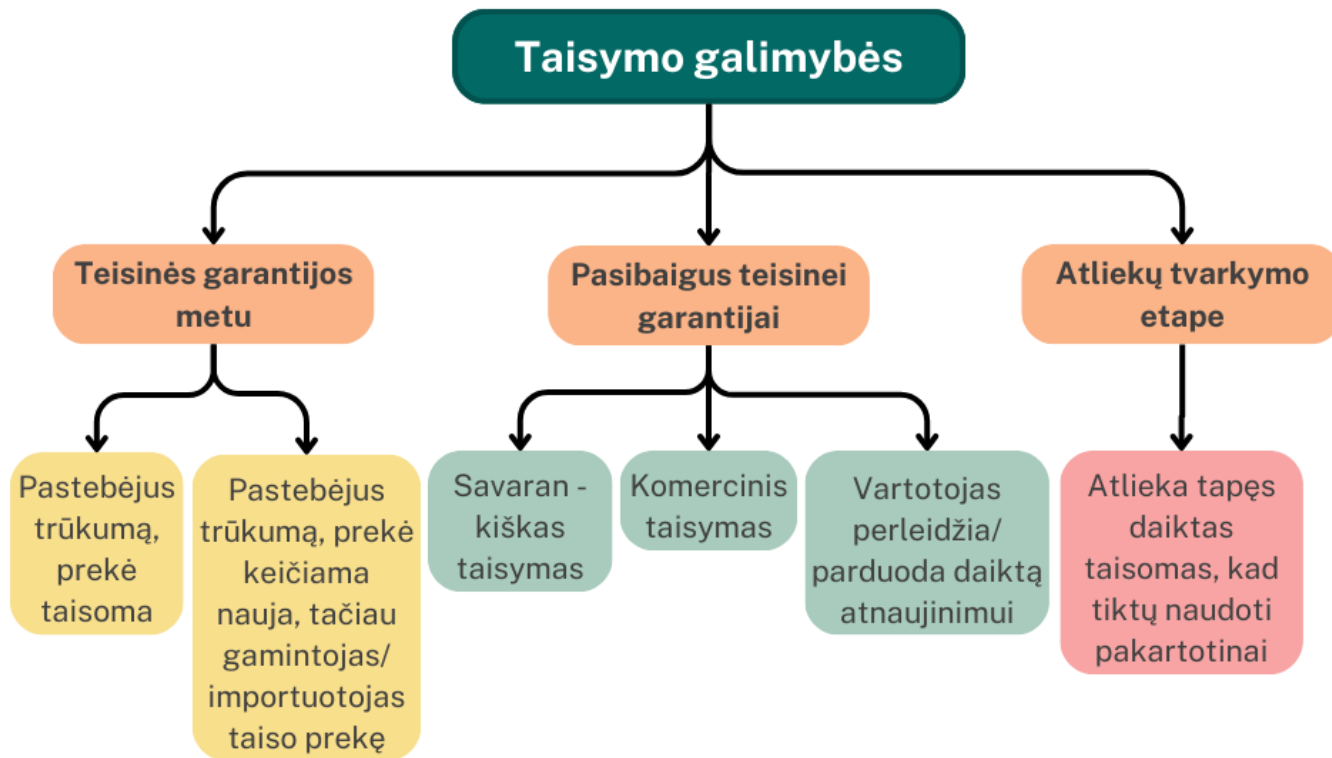 Taisymo galimybės
Teisinės garantijos
metu
Pasibaigus teisinei
garantijai
Atliekų tvarkymo
etape
Pastebėjus
trūkumą,
prekė
taisoma
Pastebėjus
trūkumą, prekė
keičiama
nauja, tačiau
gamintojas/
importuotojas
taiso prekę
Savaran -
kiškas
taisymas
Komercinis
taisymas
Vartotojas
perleidžia/
parduoda daiktą
atnaujinimui
Atlieka tapęs
daiktas
taisomas, kad
tiktų naudoti
pakartotinai